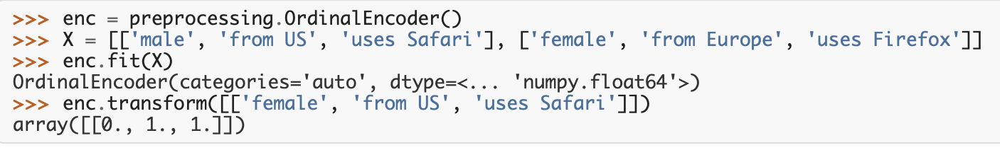 >>> enc = preprocessing.OrdinalEncoder()
>>> X = [['male', 'from US', 'uses Safari'], ['female', 'from Europe', 'uses Firefox']]
>>> enc.fit(X)
OrdinalEncoder(categories='auto', dtype=<... 'numpy.float64'>)
>>> enc.transform([['female', 'from US', 'uses Safari']])
array([[0., 1., 1.]])